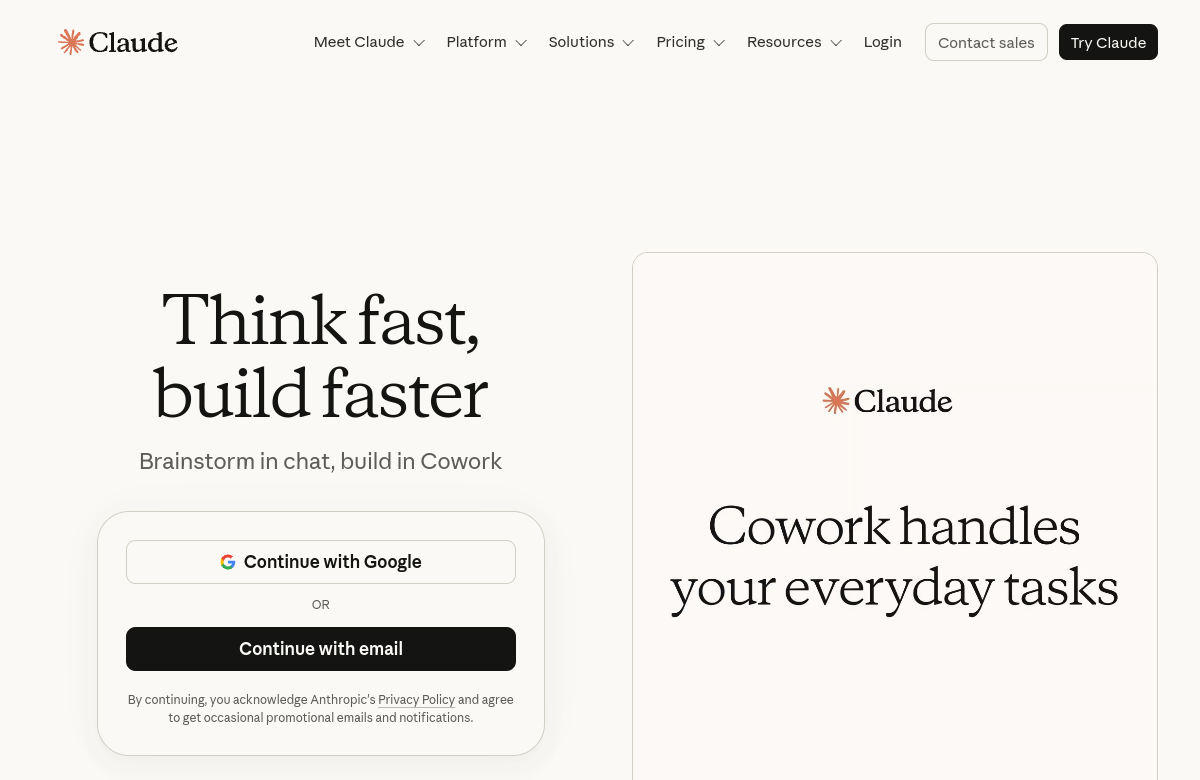 Claude
Meet Claude
Platform
Solutions
Pricing
Resources
Login
Contact sales
Try Claude
Think fast,
build faster
Brainstorm in chat, build in Cowork
Continue with Google
OR
Continue with email
By continuing, you acknowledge Anthropic's Privacy Policy and agree
to get occasional promotional emails and notifications.
Claude
Cowork handles
your everyday tasks